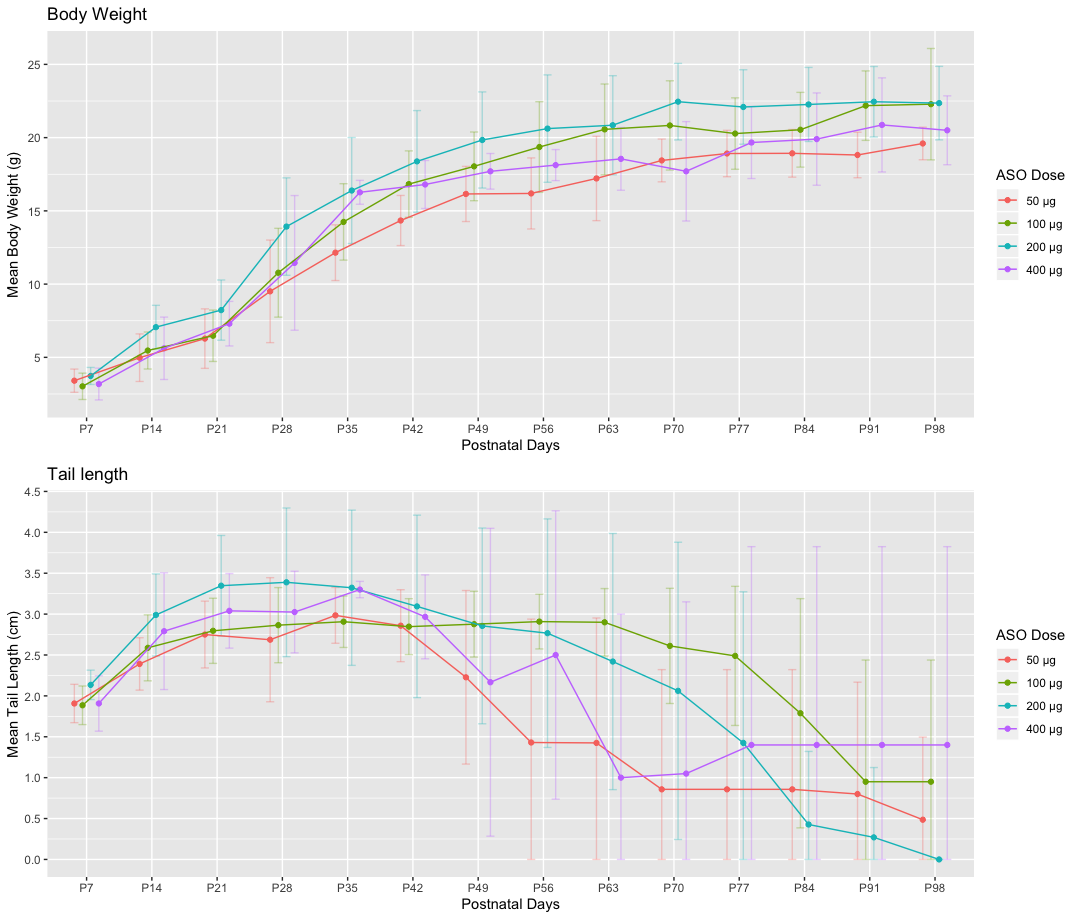 Body Weight
25
20
15
10
5
Mean Body Weight (g)
P7 P14 P21 P28 P35 P42 P49 P56 P63 P70 P77 P84 P91 P98
Postnatal Days
ASO Dose
50 µg
100 µg
200 µg
400 µg
Tail length
4.5
4.0
3.5
3.0
2.5
2.0
1.5
1.0
0.5
0.0
Mean Tail Length (cm)
P7 P14 P21 P28 P35 P42 P49 P56 P63 P70 P77 P84 P91 P98
Postnatal Days
ASO Dose
50 µg
100 µg
200 µg
400 µg